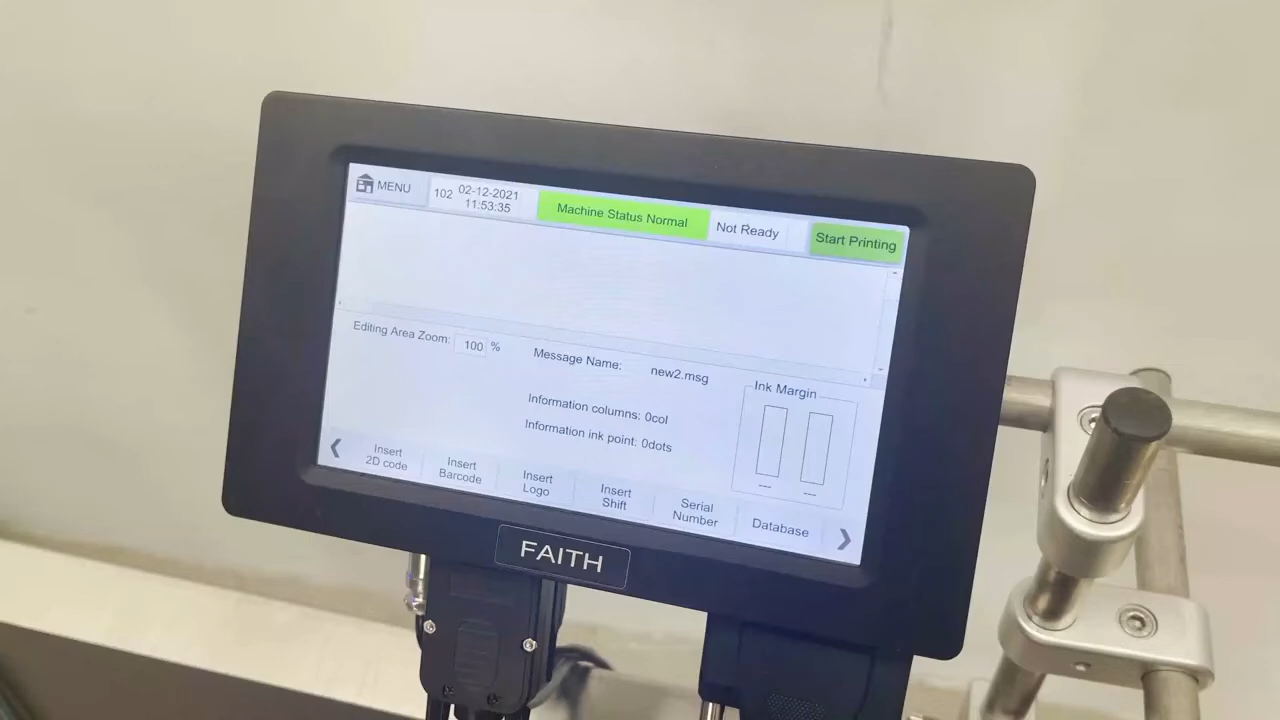 MENU
102
02-12-2021
11:53:35
Machine Status Normal
Not Ready
Start Printing
Editing Area Zoom: 100 %
Message Name: new2.msg
Information columns: 0col
Information ink point: 0dots
Ink Margin
Insert
2D code
Insert
Barcode
Insert
Logo
Insert
Shift
Serial
Number
Database
FAITH